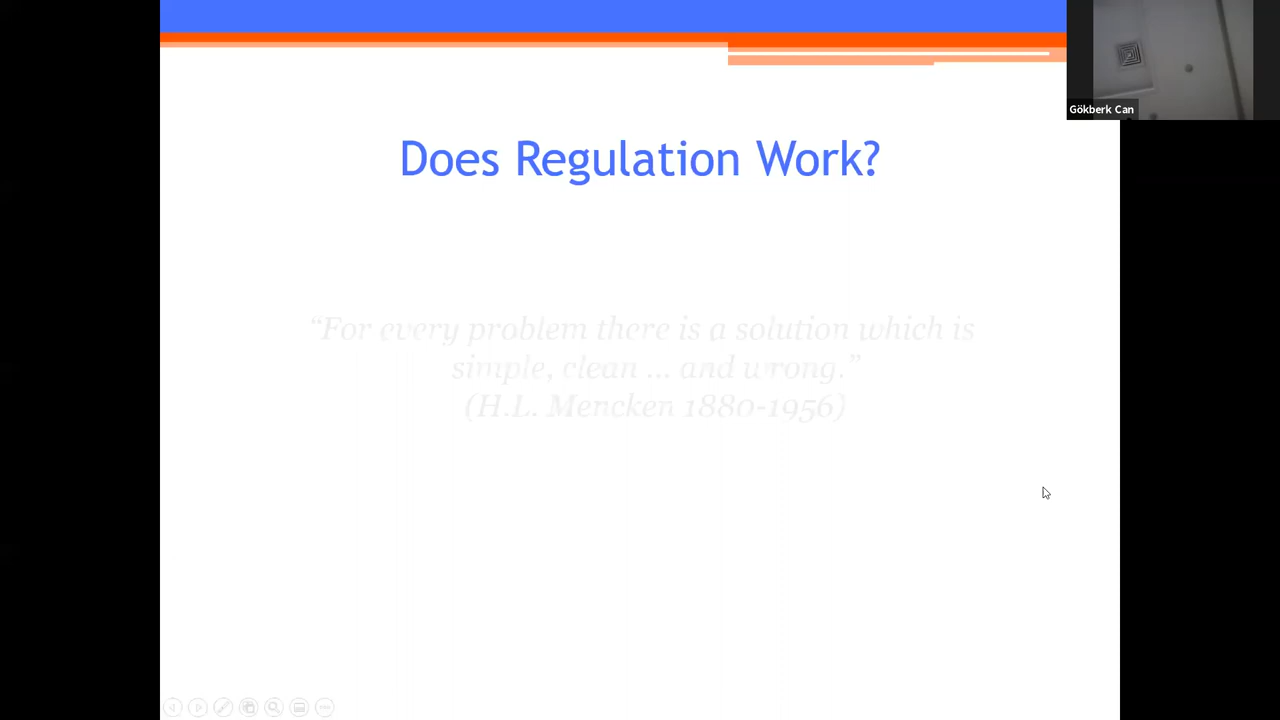 Gökberk Can
Does Regulation Work?
“For every problem there is a solution which is
simple, clean ... and wrong.”
(H.L. Mencken 1880-1956)